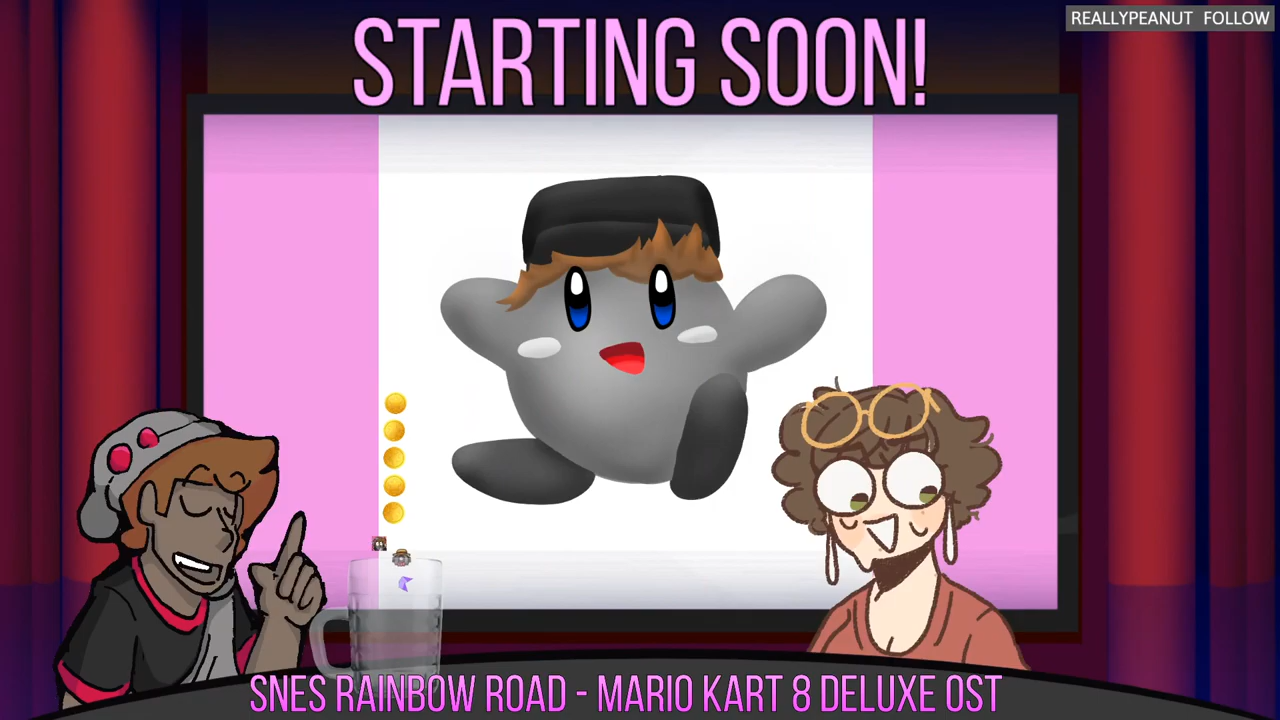 REALLYPEANUT FOLLOW
STARTING SOON!
SNES RAINBOW ROAD - MARIO KART 8 DELUXE OST